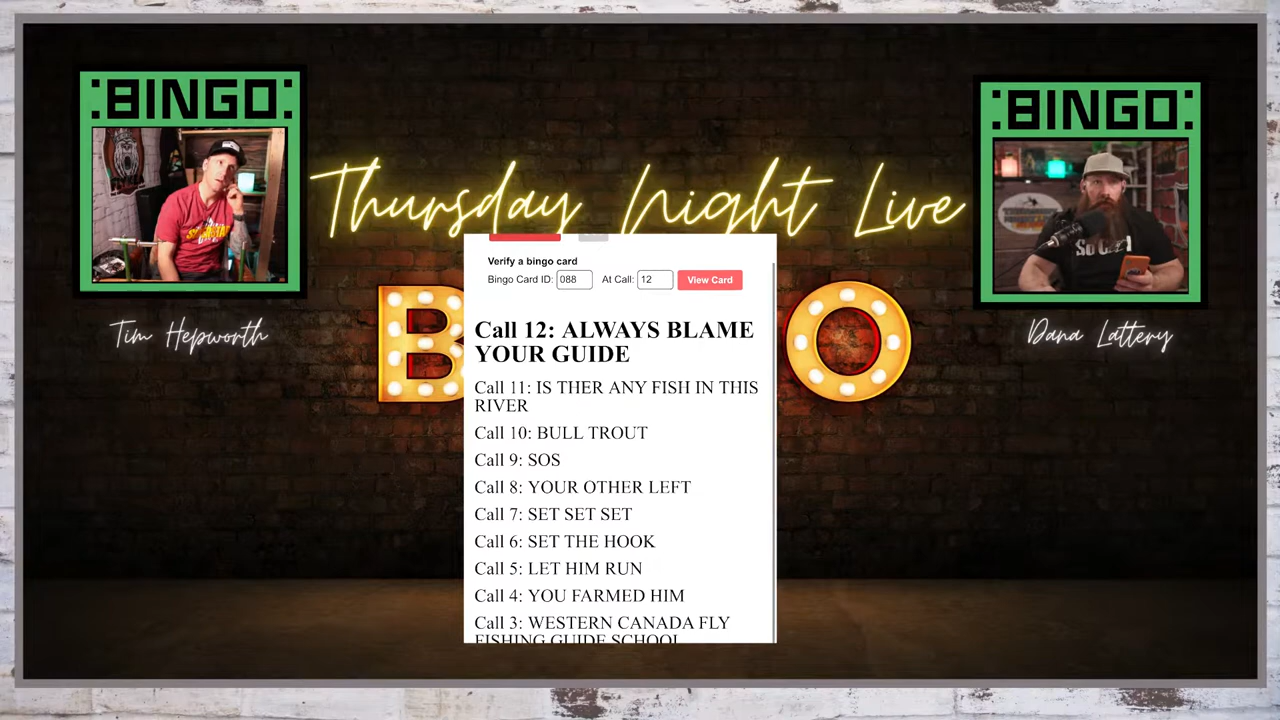 BINGO
BINGO
Thursday Night Live
Tim Hepworth
Dana Lattery
B
O
Verify a bingo card
Bingo Card ID: 088 At Call: 12 View Card
Call 12: ALWAYS BLAME
YOUR GUIDE
Call 11: IS THER ANY FISH IN THIS
RIVER
Call 10: BULL TROUT
Call 9: SOS
Call 8: YOUR OTHER LEFT
Call 7: SET SET SET
Call 6: SET THE HOOK
Call 5: LET HIM RUN
Call 4: YOU FARMED HIM
Call 3: WESTERN CANADA FLY
FISHING GUIDE SCHOOL